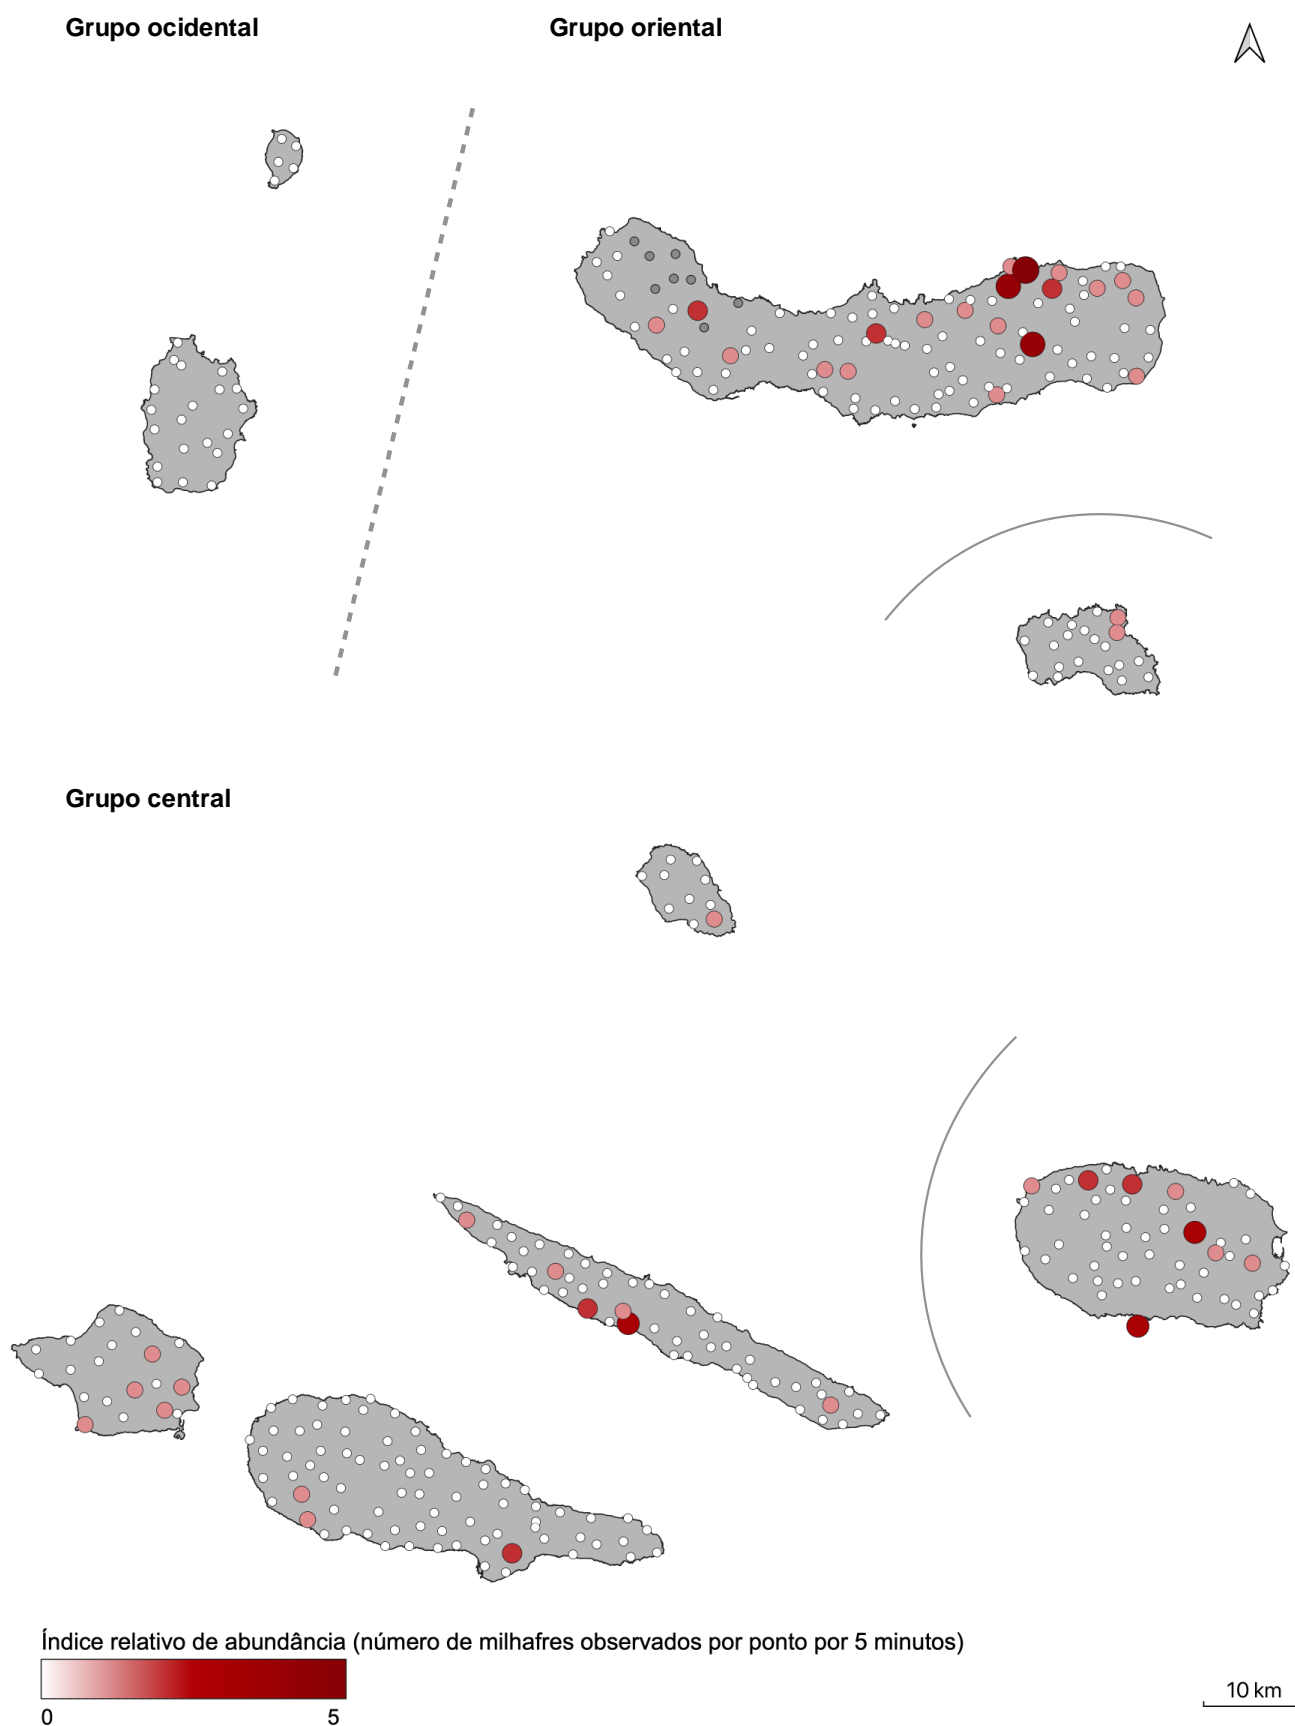 Grupo ocidental
Grupo oriental
Grupo central
Índice relativo de abundância (número de milhafres observados por ponto por 5 minutos)
0
5
10 km